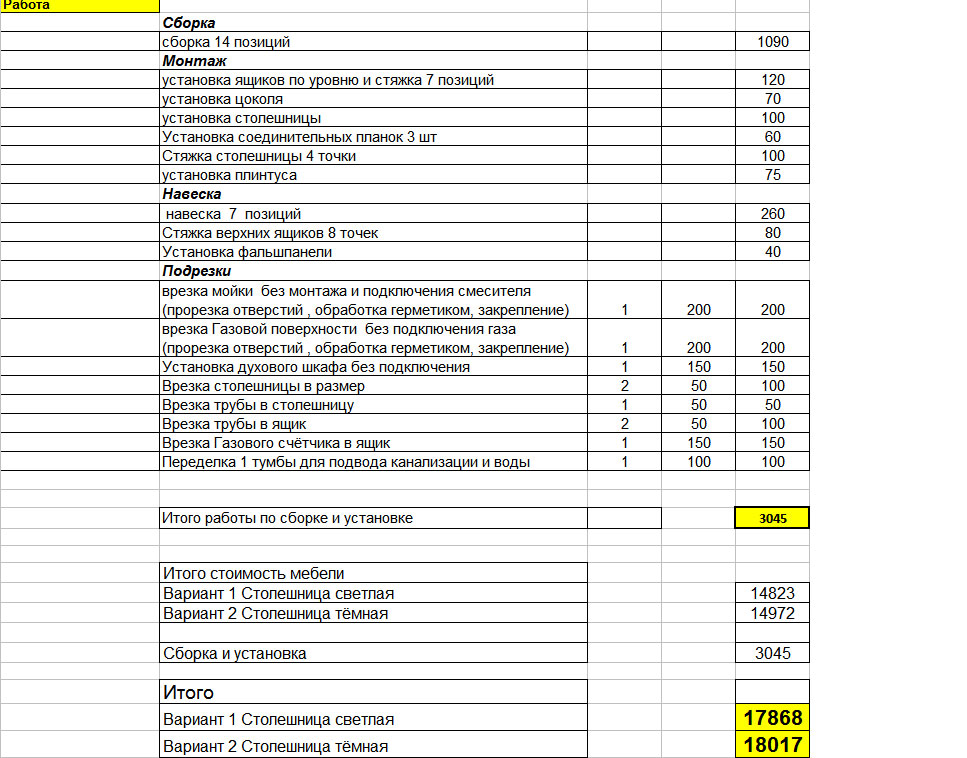 Работа
Сборка
сборка 14 позиций 1090
Монтаж
установка ящиков по уровню и стяжка 7 позиций 120
установка цоколя 70
установка столешницы 100
Установка соединительных планок 3 шт 60
Стяжка столешницы 4 точки 100
установка плинтуса 75
Навеска
навеска 7 позиций 260
Стяжка верхних ящиков 8 точек 80
Установка фальшпанели 40
Подрезки
врезка мойки без монтажа и подключения смесителя
(прорезка отверстий , обработка герметиком, закрепление) 1 200 200
врезка Газовой поверхности без подключения газа
(прорезка отверстий , обработка герметиком, закрепление) 1 200 200
Установка духового шкафа без подключения 1 150 150
Врезка столешницы в размер 2 50 100
Врезка трубы в столешницу 1 50 50
Врезка трубы в ящик 2 50 100
Врезка Газового счётчика в ящик 1 150 150
Переделка 1 тумбы для подвода канализации и воды 1 100 100
Итого работы по сборке и установке 3045
Итого стоимость мебели
Вариант 1 Столешница светлая 14823
Вариант 2 Столешница тёмная 14972
Сборка и установка 3045
Итого
Вариант 1 Столешница светлая 17868
Вариант 2 Столешница тёмная 18017